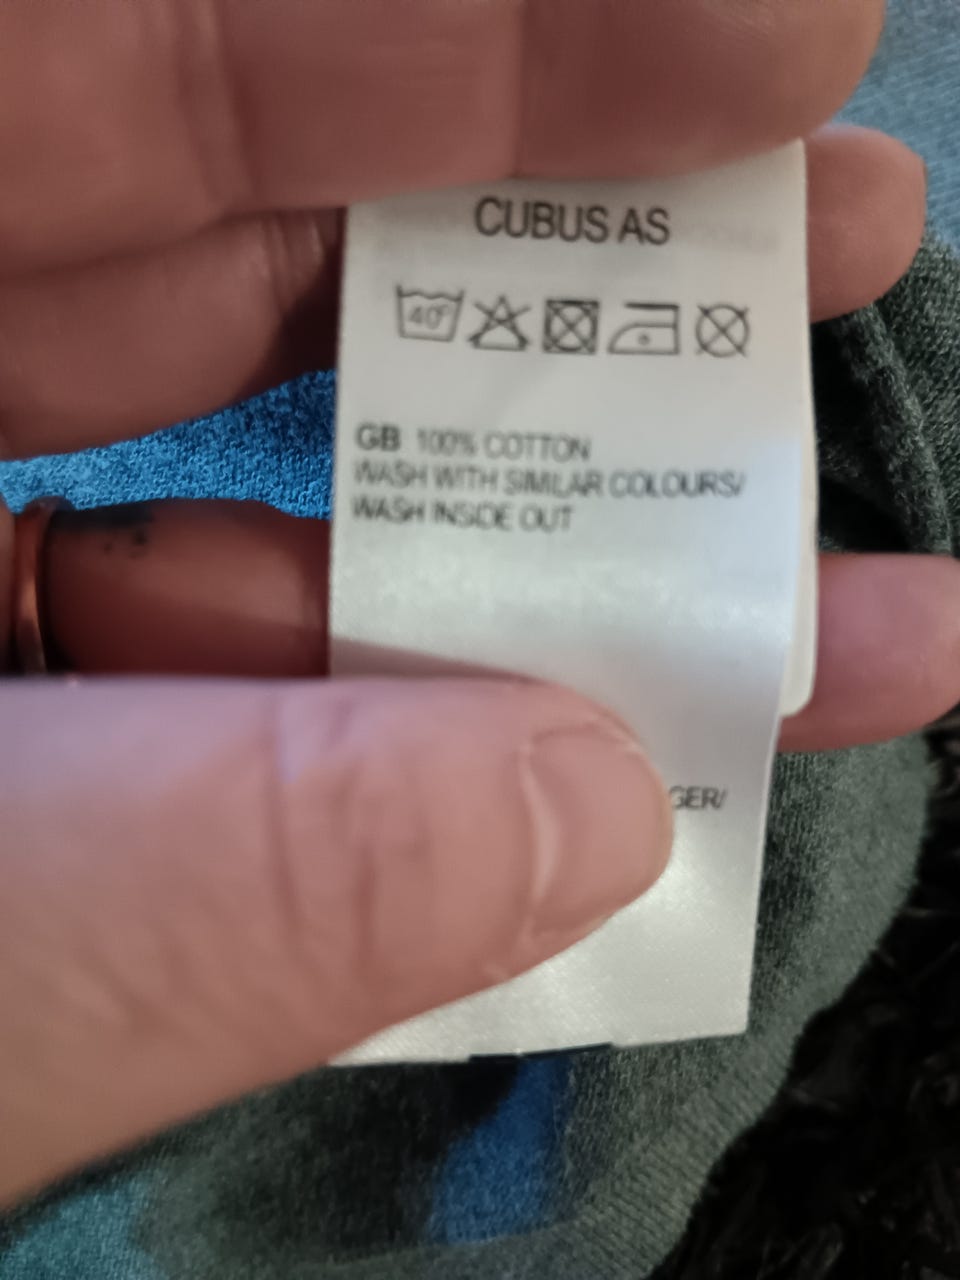 CUBUS AS
40°
GB 100% COTTON
WASH WITH SIMILAR COLOURS/
WASH INSIDE OUT
GER/